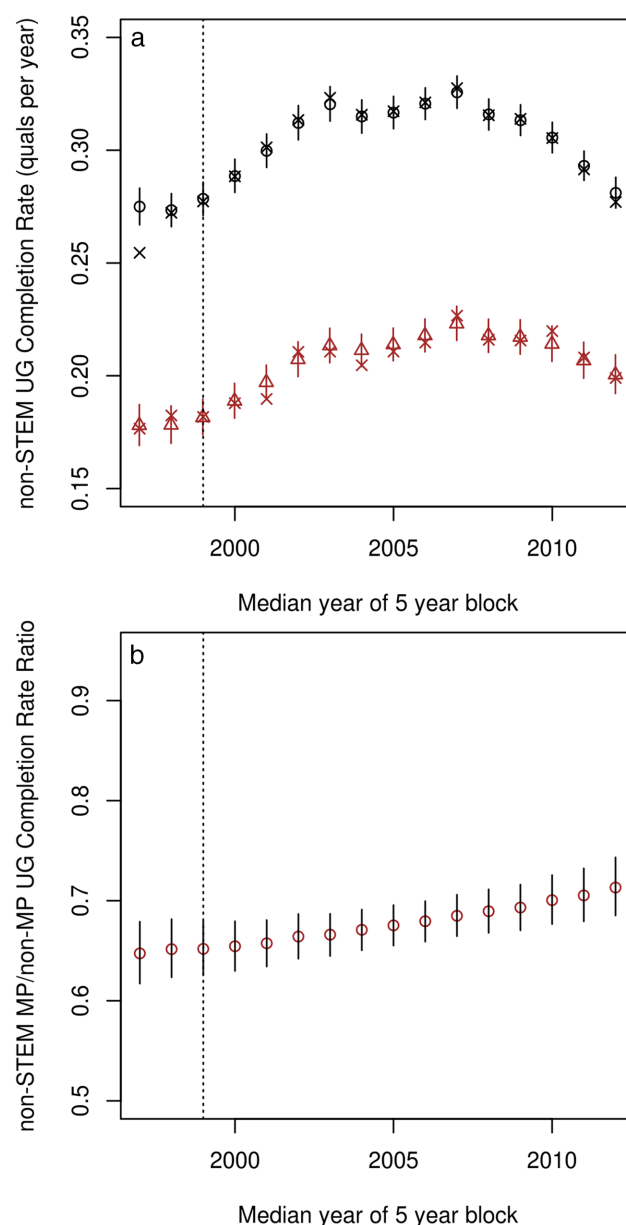 a
non-STEM UG Completion Rate (quals per year)
0.35
0.30
0.25
0.20
0.15
2000 2005 2010
Median year of 5 year block
b
non-STEM MP/non-MP UG Completion Rate Ratio
0.9
0.8
0.7
0.6
0.5
2000 2005 2010
Median year of 5 year block